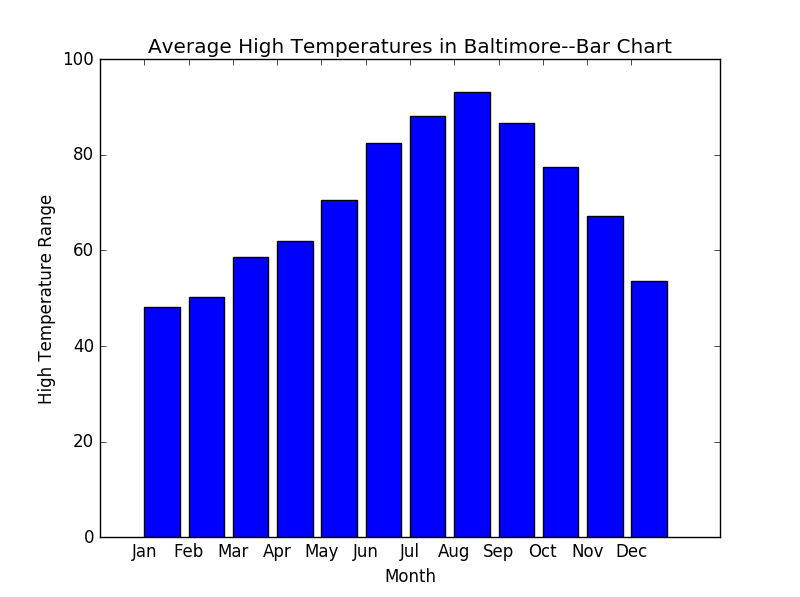 Average High Temperatures in Baltimore--Bar Chart
100
80
60
40
20
0
High Temperature Range
Jan Feb Mar Apr May Jun Jul Aug Sep Oct Nov Dec
Month